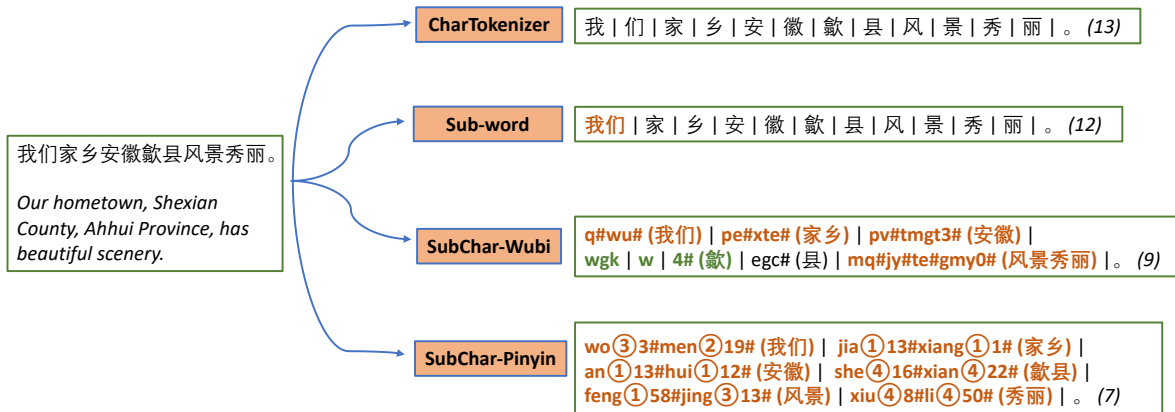 我们家乡安徽歙县风景秀丽。
Our hometown, Shexian
County, Ahhui Province, has
beautiful scenery.
CharTokenizer
我 | 们 | 家 | 乡 | 安 | 徽 | 歙 | 县 | 风 | 景 | 秀 | 丽 | 。 (13)
Sub-word
我们 | 家 | 乡 | 安 | 徽 | 歙 | 县 | 风 | 景 | 秀 | 丽 | 。 (12)
SubChar-Wubi
q#wu# (我们) | pe#xte# (家乡) | pv#tmgt3# (安徽) |
wgk | w | 4# (歙) | egc# (县) | mq#jy#te#gmy0# (风景秀丽) | 。 (9)
SubChar-Pinyin
wo③3#men②19# (我们) | jia①13#xiang①1# (家乡) |
an①13#hui①12# (安徽) | she④16#xian④22# (歙县) |
feng①58#jing③13# (风景) | xiu④8#li④50# (秀丽) | 。 (7)